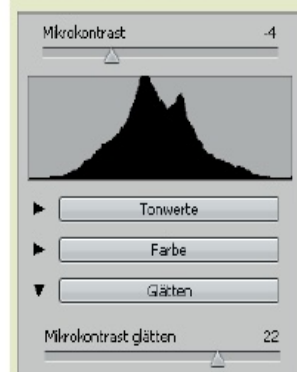 Mikrokontrast -4
Tonwerte
Farbe
Glätten
Mikrokontrast glätten 22